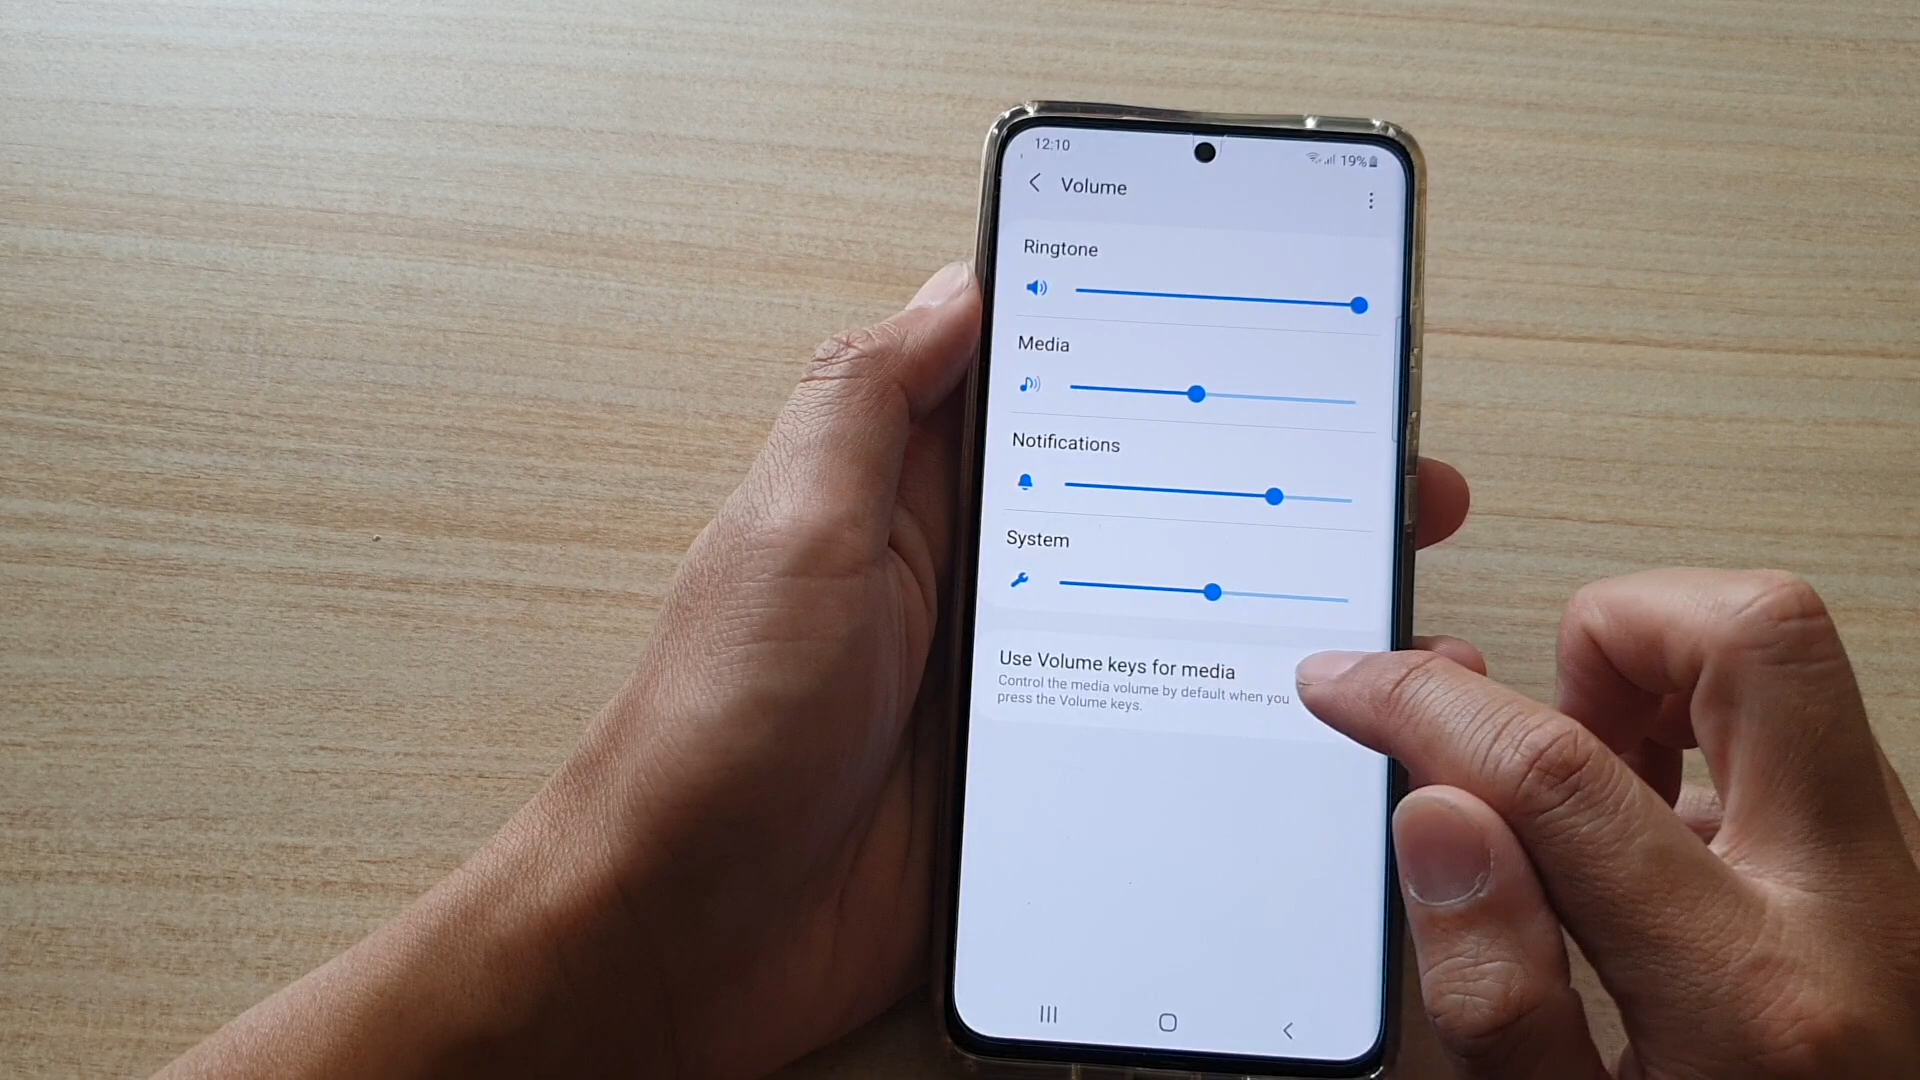 12:10
19%
Volume
Ringtone
Media
Notifications
System
Use Volume keys for media
Control the media volume by default when you
press the Volume keys.